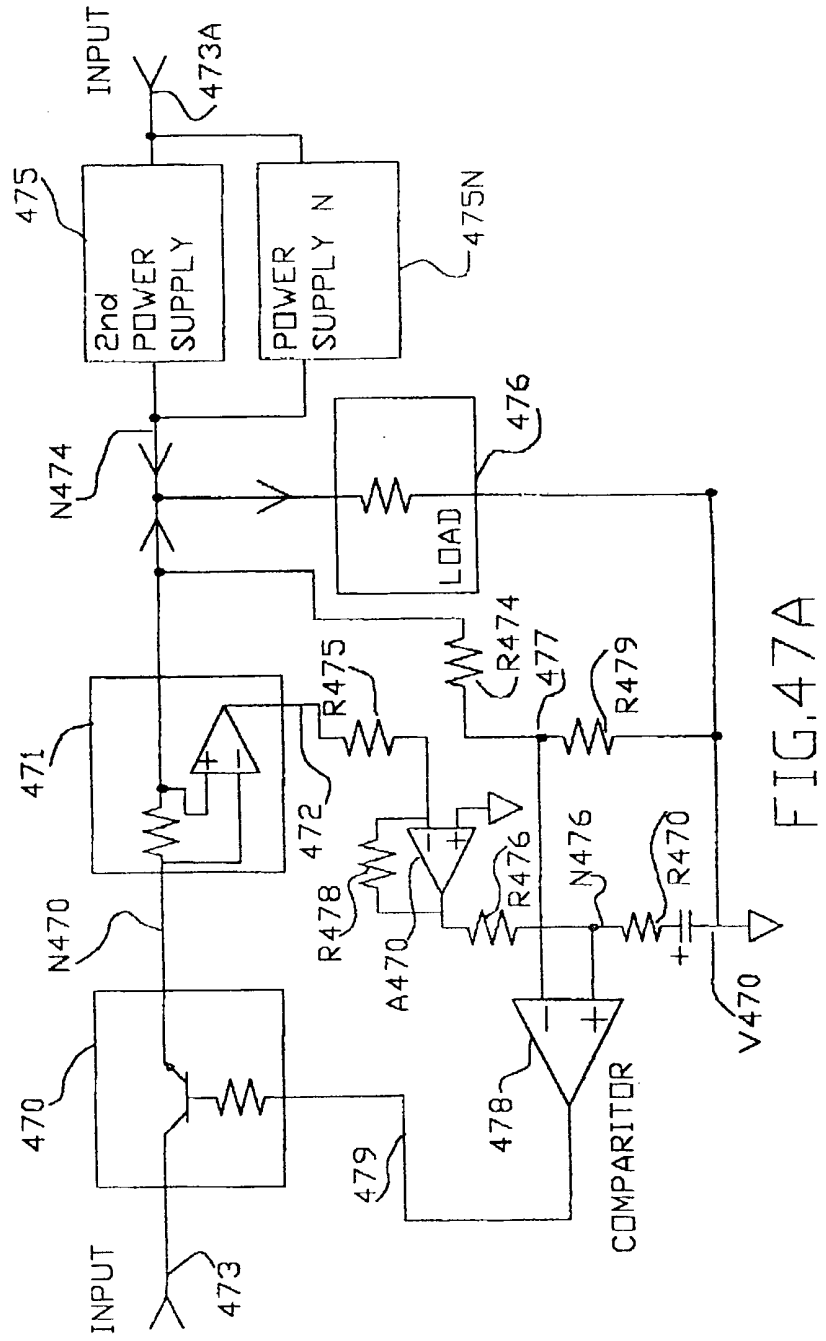 INPUT
473
470
N470
471
472
N474
475
2nd
POWER
SUPPLY
INPUT
473A
POWER
SUPPLY N
475N
LOAD
476
R474
477
R479
R475
R478
A470
R476
N476
R470
V470
478
479
COMPARITOR
+
-
-
+
-
+
+
FIG.47A